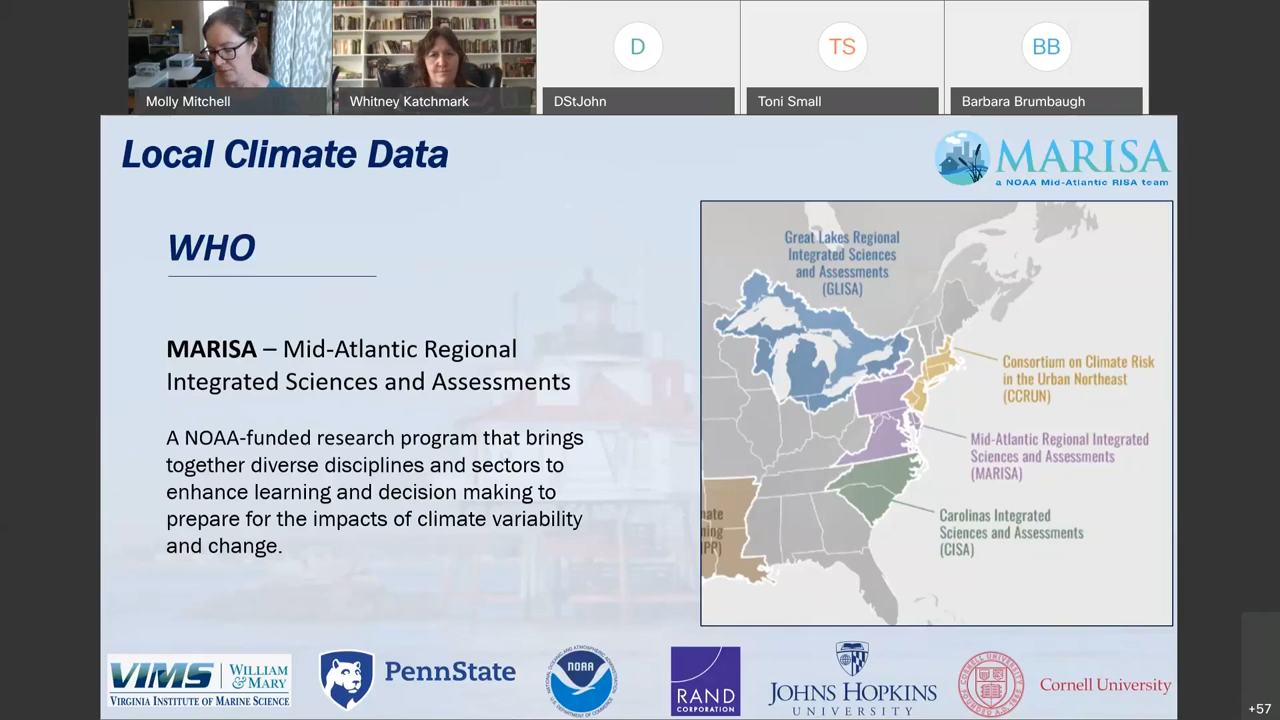 Molly Mitchell
Whitney Katchmark
D
DStJohn
TS
Toni Small
BB
Barbara Brumbaugh
Local Climate Data
MARISA
a NOAA Mid-Atlantic RISA team
WHO
MARISA – Mid-Atlantic Regional
Integrated Sciences and Assessments
A NOAA-funded research program that brings
together diverse disciplines and sectors to
enhance learning and decision making to
prepare for the impacts of climate variability
and change.
Great Lakes Regional
Integrated Sciences
and Assessments
(GLISA)
Consortium on Climate Risk
in the Urban Northeast
(CCRUN)
Mid-Atlantic Regional Integrated
Sciences and Assessments
(MARISA)
Carolinas Integrated
Sciences and Assessments
(CISA)
mate
ning
IPP)
VIMS
WILLIAM
& MARY
VIRGINIA INSTITUTE OF MARINE SCIENCE
PennState
NOAA
RAND
CORPORATION
JOHNS HOPKINS
UNIVERSITY
Cornell University
+57